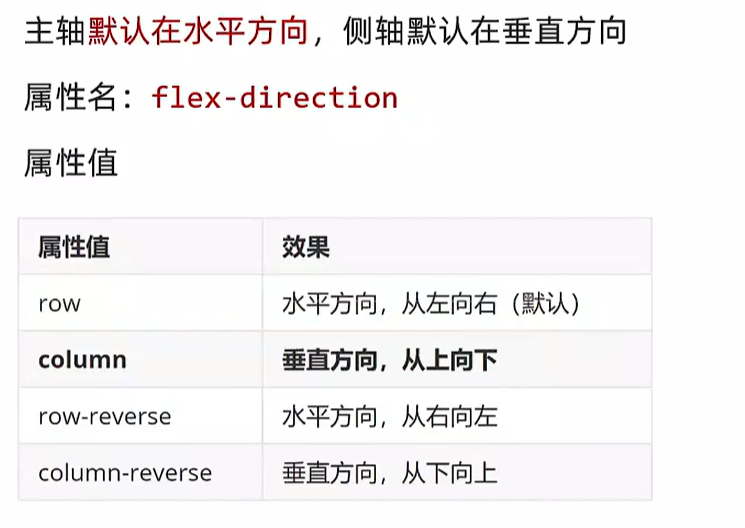 主轴默认在水平方向，侧轴默认在垂直方向
属性名：flex-direction
属性值
属性值 效果
row 水平方向，从左向右（默认）
column 垂直方向，从上向下
row-reverse 水平方向，从右向左
column-reverse 垂直方向，从下向上